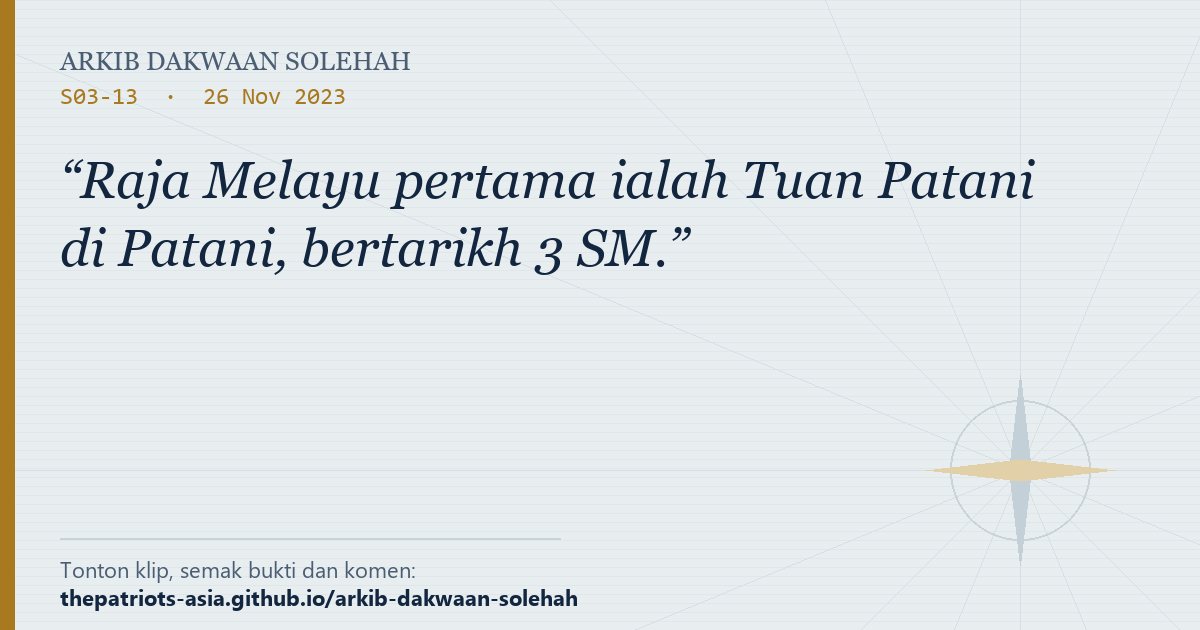 ARKIB DAKWAAN SOLEHAH
S03-13 · 26 Nov 2023
“Raja Melayu pertama ialah Tuan Patani
di Patani, bertarikh 3 SM.”
Tonton klip, semak bukti dan komen:
thepatriots-asia.github.io/arkib-dakwaan-solehah